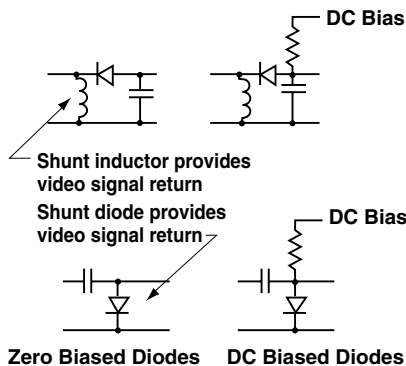 DC Bias
Shunt inductor provides
video signal return
Shunt diode provides
video signal return
DC Bias
Zero Biased Diodes
DC Biased Diodes